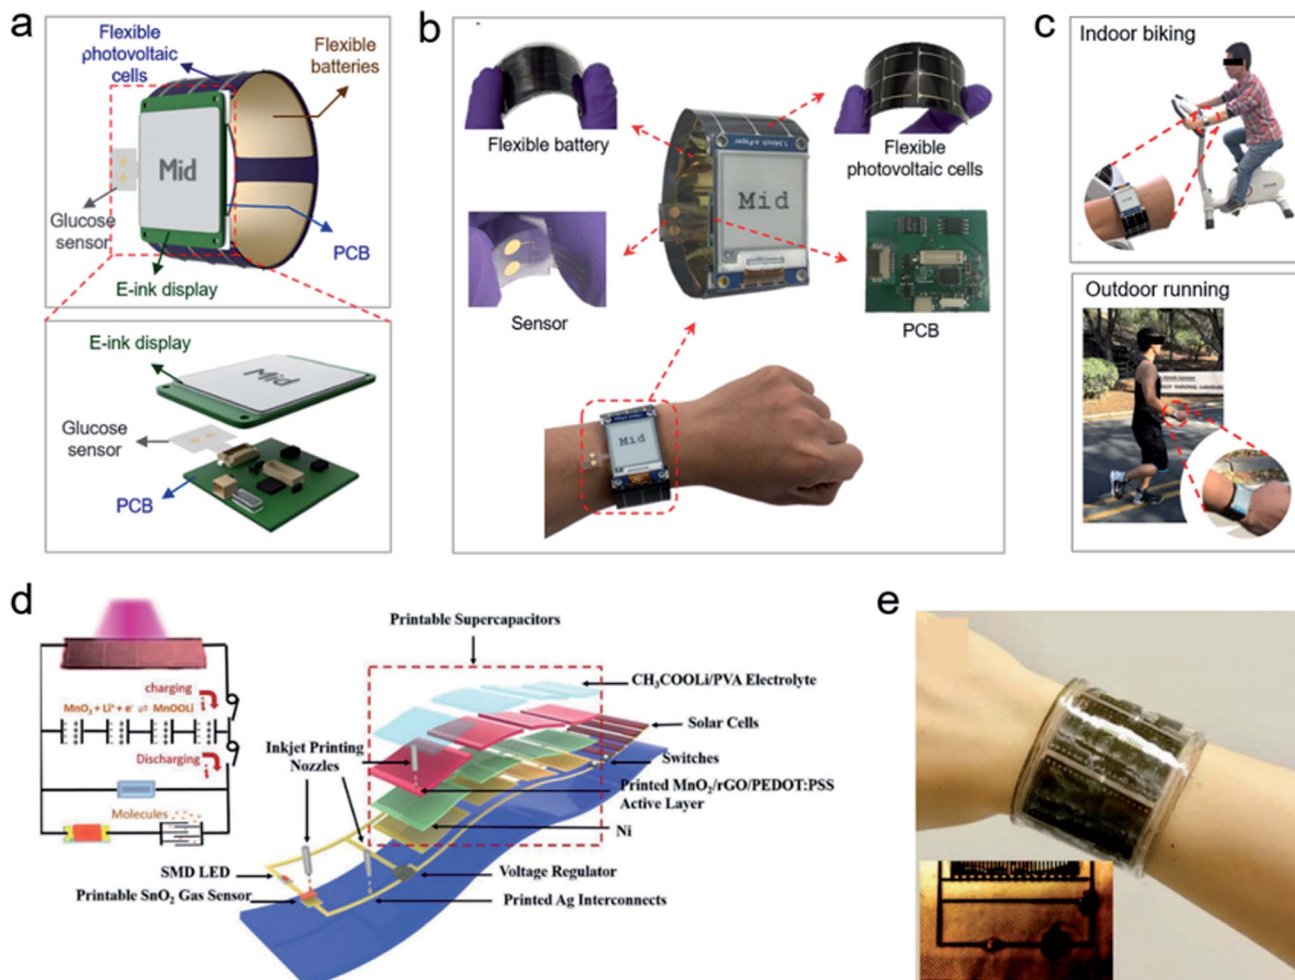 a
Flexible
photovoltaic
cells
Flexible
batteries
Mid
Glucose
sensor
PCB
E-ink display
E-ink display
Mid
Glucose
sensor
PCB
b
Flexible battery
Flexible
photovoltaic cells
1.54inch e-Paper
Mid
Sensor
PCB
Mid
c
Indoor biking
Outdoor running
d
charging
i
MnO₂ + Li⁺ + e⁻ ⇌ MnOOLi
Discharging
i
Molecules
Printable Supercapacitors
CH₃COOLi/PVA Electrolyte
Solar Cells
Switches
Inkjet Printing
Nozzles
Printed MnO₂/rGO/PEDOT:PSS
Active Layer
Ni
SMD LED
Voltage Regulator
Printable SnO₂ Gas Sensor
Printed Ag Interconnects
e